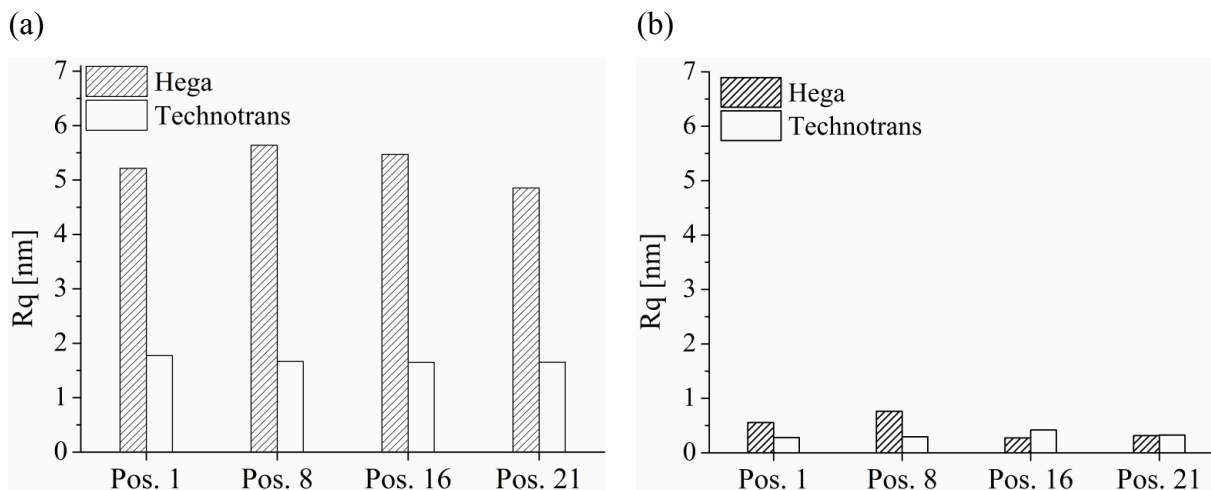 (a)
7
6
5
4
3
2
1
0
Rq [nm]
Hega
Technotrans
Pos. 1 Pos. 8 Pos. 16 Pos. 21
(b)
7
6
5
4
3
2
1
0
Rq [nm]
Hega
Technotrans
Pos. 1 Pos. 8 Pos. 16 Pos. 21